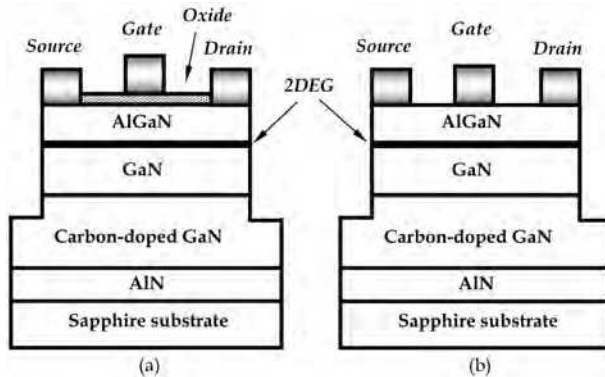 Oxide
Source
Gate
Drain
2DEG
AlGaN
GaN
Carbon-doped GaN
AlN
Sapphire substrate
(a)
Source
Gate
Drain
AlGaN
GaN
Carbon-doped GaN
AlN
Sapphire substrate
(b)